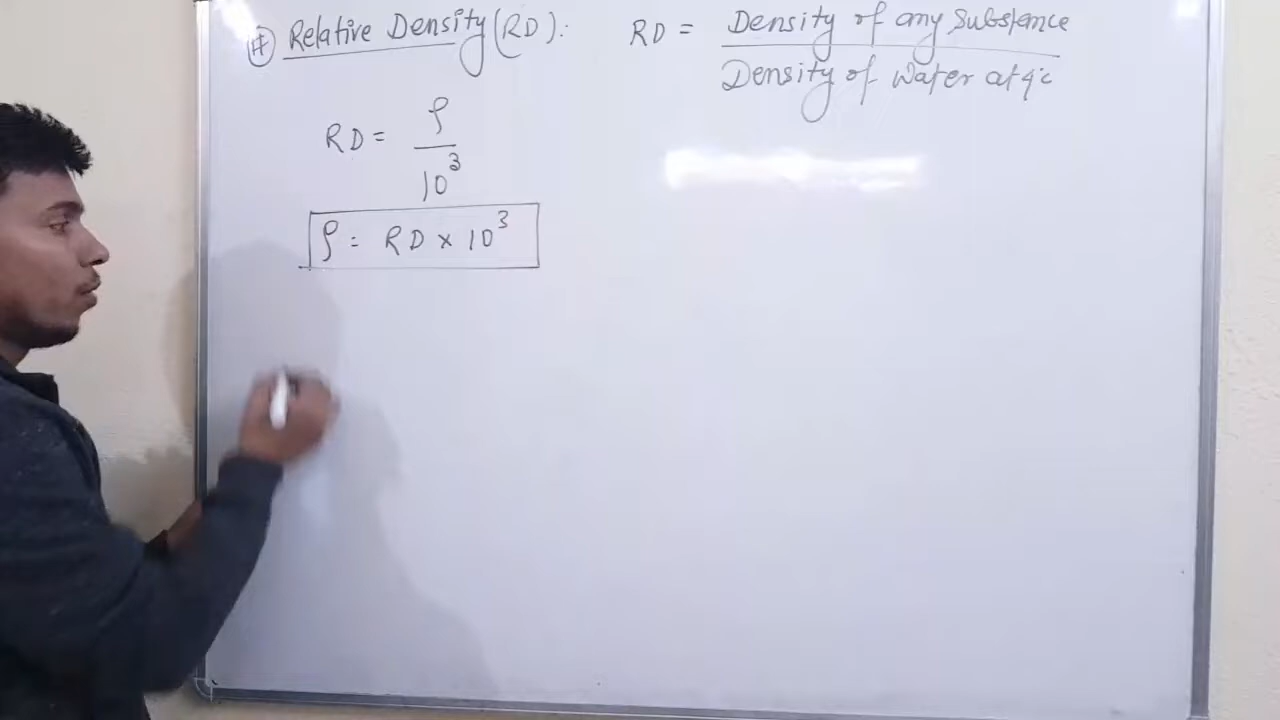 # Relative Density (RD):
RD = Density of any Substance / Density of Water at 4°c
RD = ρ / 10³
ρ = RD × 10³